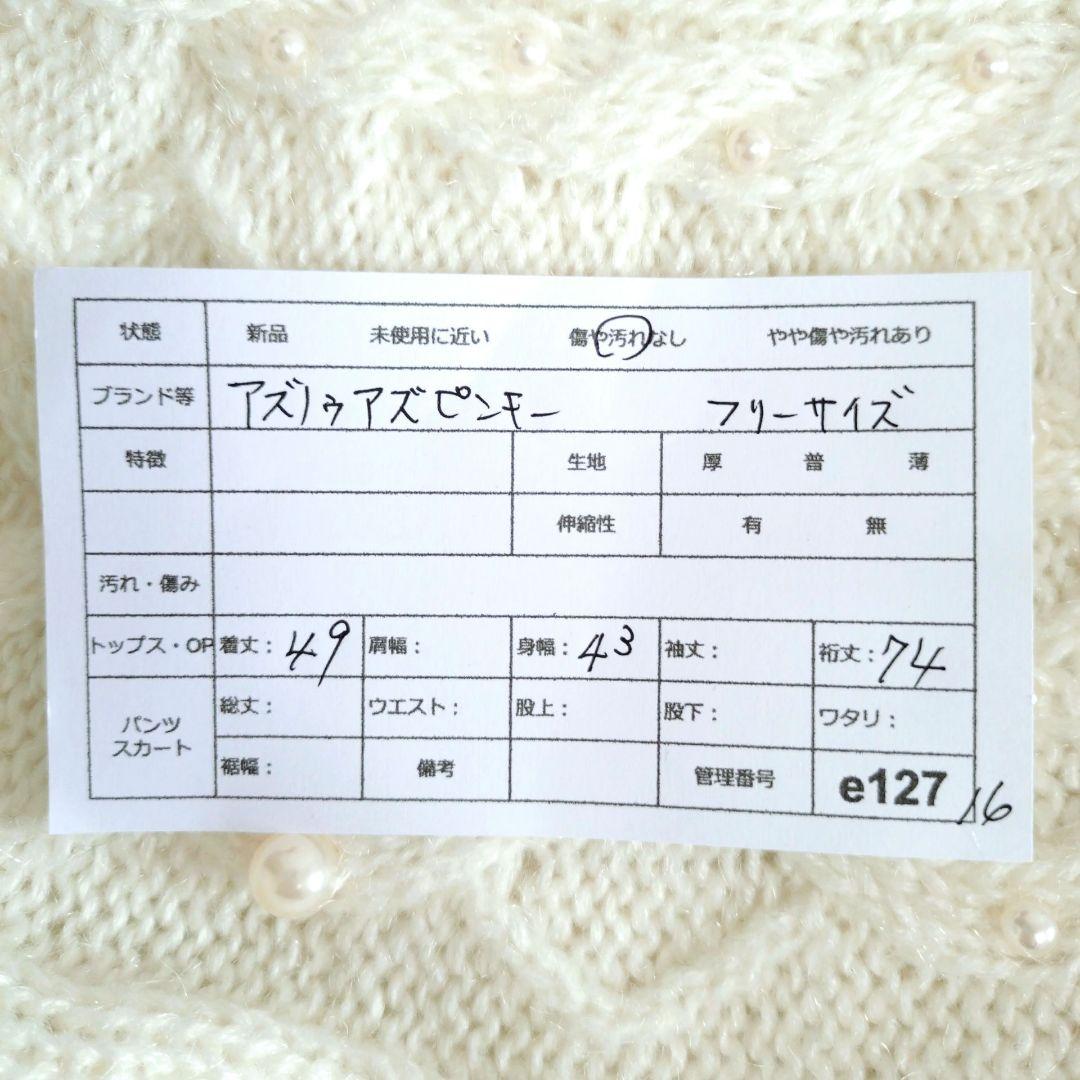 状態 新品 未使用に近い 傷や汚れなし やや傷や汚れあり
ブランド等 アズノゥアズピンキー フリーサイズ
特徴 生地 厚 普 薄
伸縮性 有 無
汚れ・傷み
トップス・OP 着丈：49 肩幅： 身幅：43 袖丈： 裄丈：74
パンツ スカート 総丈： ウエスト： 股上： 股下： ワタリ：
裾幅： 備考 管理番号 e127 16